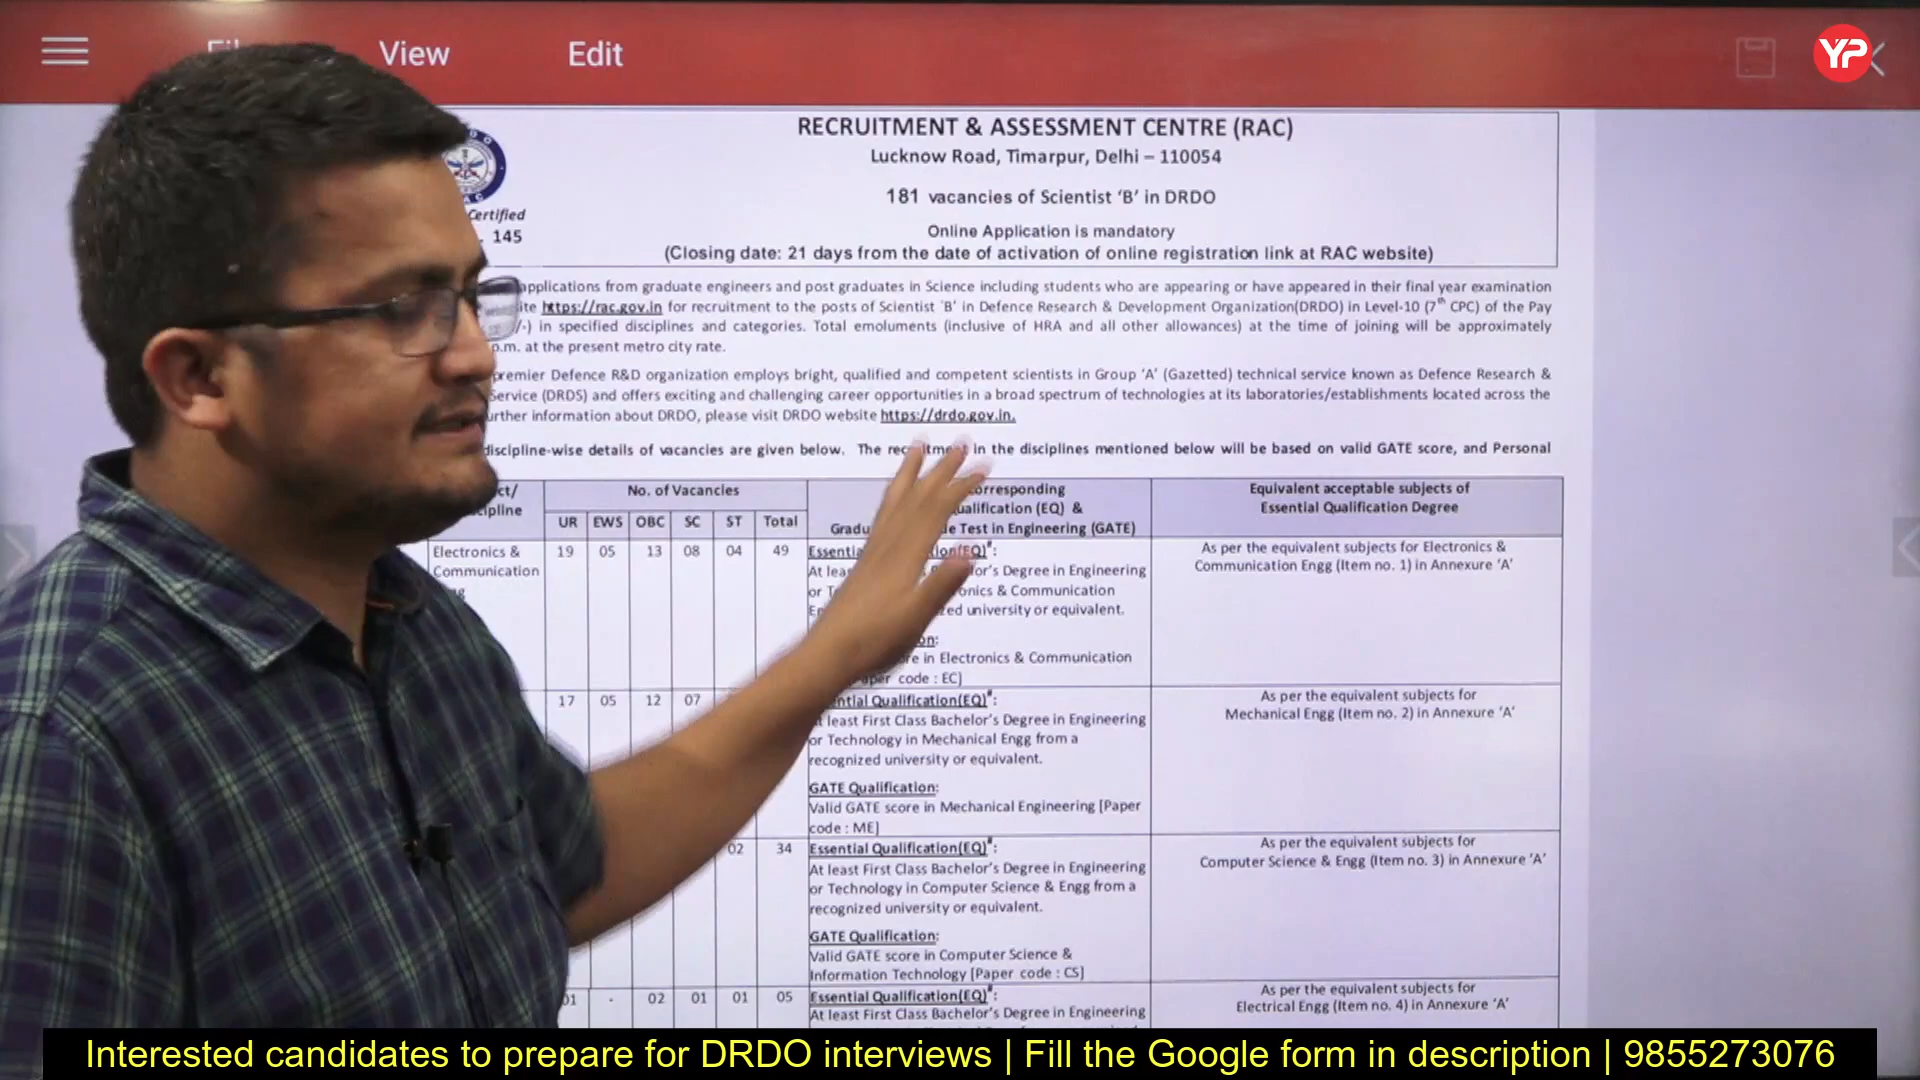 View
Edit
YP
RECRUITMENT & ASSESSMENT CENTRE (RAC)
Lucknow Road, Timarpur, Delhi – 110054
181 vacancies of Scientist ‘B’ in DRDO
Certified
145
Online Application is mandatory
(Closing date: 21 days from the date of activation of online registration link at RAC website)
applications from graduate engineers and post graduates in Science including students who are appearing or have appeared in their final year examination
https://rac.gov.in for recruitment to the posts of Scientist ‘B’ in Defence Research & Development Organization(DRDO) in Level-10 (7th CPC) of the Pay
/-) in specified disciplines and categories. Total emoluments (inclusive of HRA and all other allowances) at the time of joining will be approximately
p.m. at the present metro city rate.
premier Defence R&D organization employs bright, qualified and competent scientists in Group ‘A’ (Gazetted) technical service known as Defence Research &
Service (DRDS) and offers exciting and challenging career opportunities in a broad spectrum of technologies at its laboratories/establishments located across the
further information about DRDO, please visit DRDO website https://drdo.gov.in.
discipline-wise details of vacancies are given below. The recruitment in the disciplines mentioned below will be based on valid GATE score, and Personal
No. of Vacancies
UR EWS OBC SC ST Total
Test in Engineering (GATE)
(EQ) &
Equivalent acceptable subjects of
Essential Qualification Degree
Electronics &
Communication
19 05 13 08 04 49
Degree in Engineering
or
& Communication
university or equivalent.
in Electronics & Communication
code : EC]
As per the equivalent subjects for Electronics &
Communication Engg (Item no. 1) in Annexure ‘A’
17 05 12 07
Qualification(EQ)#:
least First Class Bachelor’s Degree in Engineering
or Technology in Mechanical Engg from a
recognized university or equivalent.
GATE Qualification:
Valid GATE score in Mechanical Engineering [Paper
code : ME]
As per the equivalent subjects for
Mechanical Engg (Item no. 2) in Annexure ‘A’
02 34
Essential Qualification(EQ)#:
At least First Class Bachelor’s Degree in Engineering
or Technology in Computer Science & Engg from a
recognized university or equivalent.
GATE Qualification:
Valid GATE score in Computer Science &
Information Technology [Paper code : CS]
As per the equivalent subjects for
Computer Science & Engg (Item no. 3) in Annexure ‘A’
01 - 02 01 01 05
Essential Qualification(EQ)#:
At least First Class Bachelor’s Degree in Engineering
As per the equivalent subjects for
Electrical Engg (Item no. 4) in Annexure ‘A’
Interested candidates to prepare for DRDO interviews | Fill the Google form in description | 9855273076